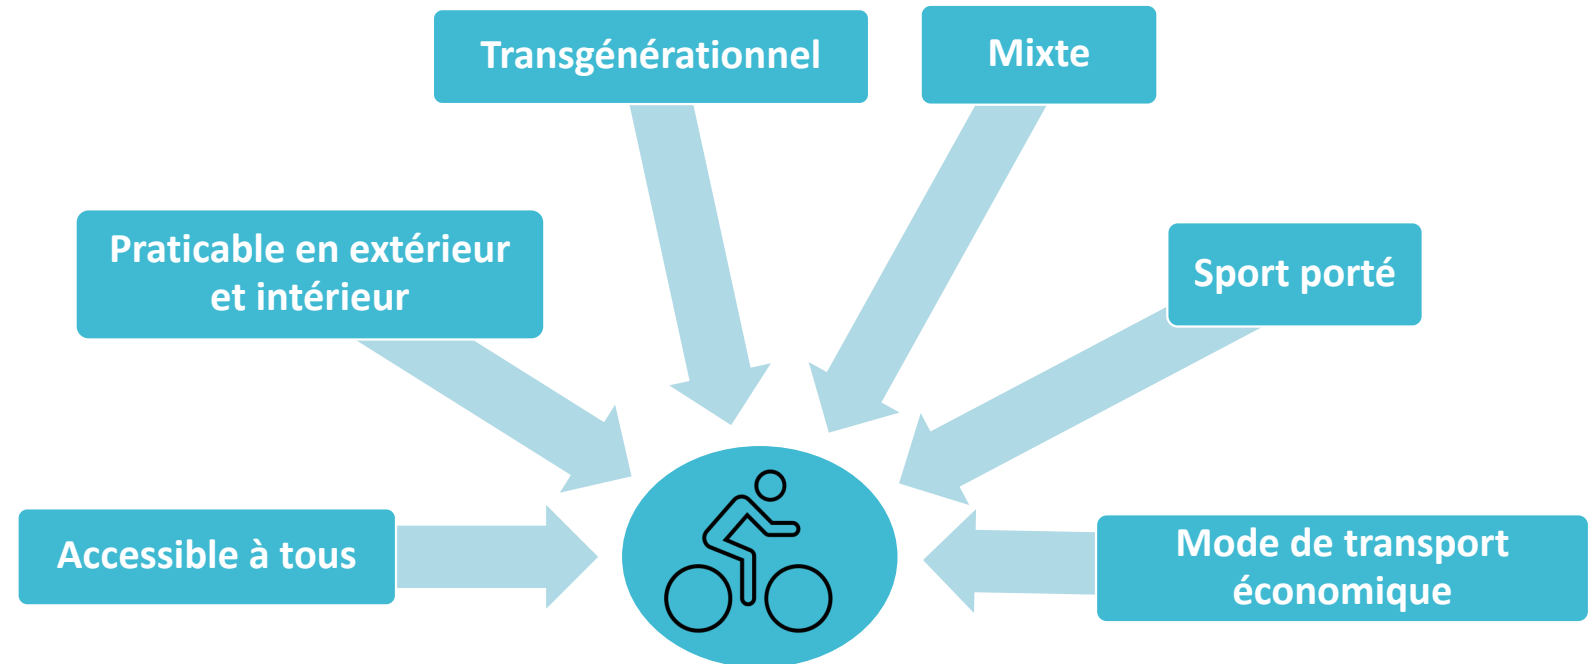 Transgénérationnel
Mixte
Praticable en extérieur
et intérieur
Sport porté
Accessible à tous
Mode de transport
économique